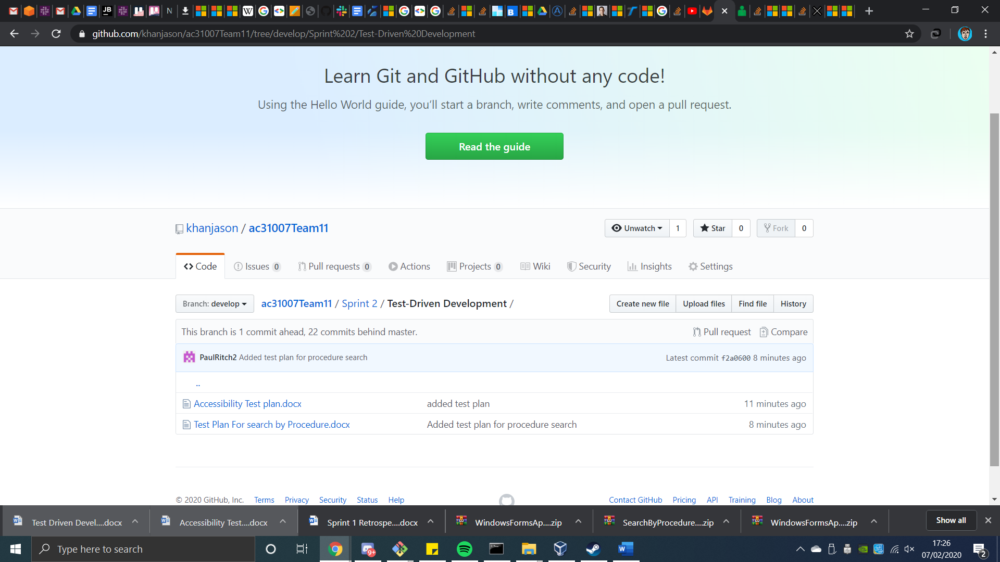 github.com/khanjason/ac31007Team11/tree/develop/Sprint%202/Test-Driven%20Development
Learn Git and GitHub without any code!
Using the Hello World guide, you’ll start a branch, write comments, and open a pull request.
Read the guide
khanjason / ac31007Team11
Unwatch 1 Star 0 Fork 0
Code Issues 0 Pull requests 0 Actions Projects 0 Wiki Security Insights Settings
Branch: develop ac31007Team11 / Sprint 2 / Test-Driven Development / Create new file Upload files Find file History
This branch is 1 commit ahead, 22 commits behind master. Pull request Compare
PaulRitch2 Added test plan for procedure search Latest commit f2a0600 8 minutes ago
..
Accessibility Test plan.docx added test plan 11 minutes ago
Test Plan For search by Procedure.docx Added test plan for procedure search 8 minutes ago
© 2020 GitHub, Inc. Terms Privacy Security Status Help Contact GitHub Pricing API Training Blog About
Test Driven Devel....docx Accessibility Test....docx Sprint 1 Retrospe....docx WindowsFormsAp....zip SearchByProcedure....zip WindowsFormsAp....zip Show all
Type here to search 9+ 17:26
07/02/2020 2